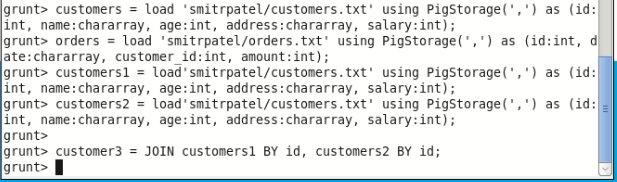 grunt> customers = load 'smitrpatel/customers.txt' using PigStorage(',') as (id:
int, name:chararray, age:int, address:chararray, salary:int);
grunt> orders = load 'smitrpatel/orders.txt' using PigStorage(',') as (id:int, d
ate:chararray, customer_id:int, amount:int);
grunt> customers1 = load'smitrpatel/customers.txt' using PigStorage(',') as (id:
int, name:chararray, age:int, address:chararray, salary:int);
grunt> customers2 = load'smitrpatel/customers.txt' using PigStorage(',') as (id:
int, name:chararray, age:int, address:chararray, salary:int);
grunt>
grunt> customer3 = JOIN customers1 BY id, customers2 BY id;
grunt>